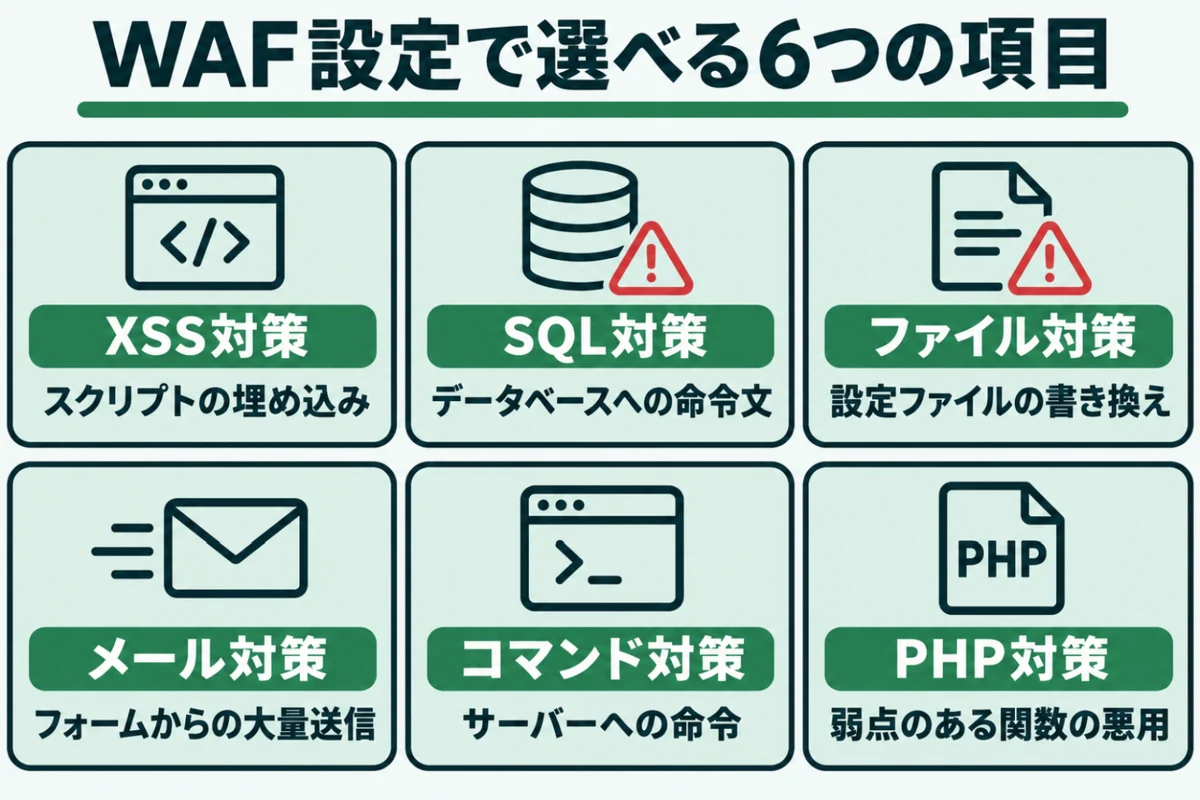 WAF設定で選べる6つの項目
</>
XSS対策
スクリプトの埋め込み
SQL対策
データベースへの命令文
ファイル対策
設定ファイルの書き換え
メール対策
フォームからの大量送信
>_
コマンド対策
サーバーへの命令
PHP
PHP対策
弱点のある関数の悪用